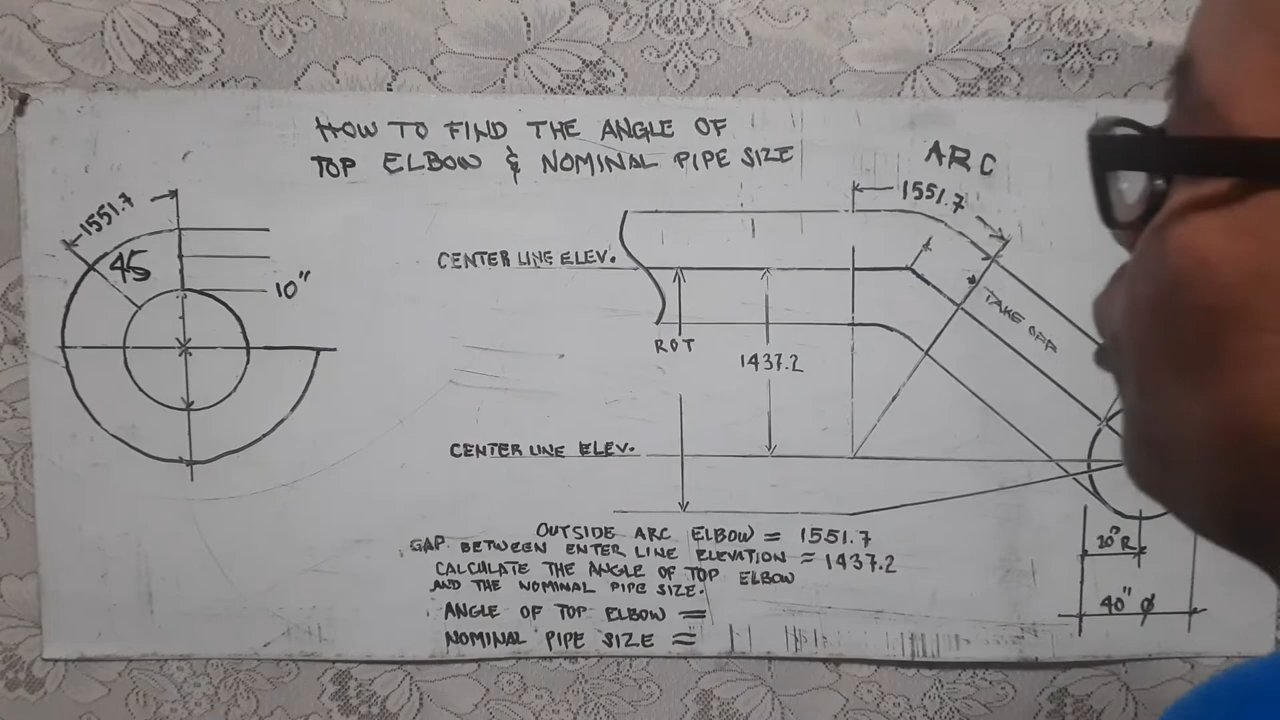 HOW TO FIND THE ANGLE OF
TOP ELBOW & NOMINAL PIPE SIZE
ARC
1551.7
1551.7
45
10"
CENTER LINE ELEV.
TAKE OFF
ROT
1437.2
CENTER LINE ELEV.
OUTSIDE ARC ELBOW = 1551.7
GAP BETWEEN ENTER LINE ELEVATION = 1437.2
CALCULATE THE ANGLE OF TOP ELBOW
AND THE NOMINAL PIPE SIZE.
ANGLE OF TOP ELBOW =
NOMINAL PIPE SIZE =
20" R
40" Ø